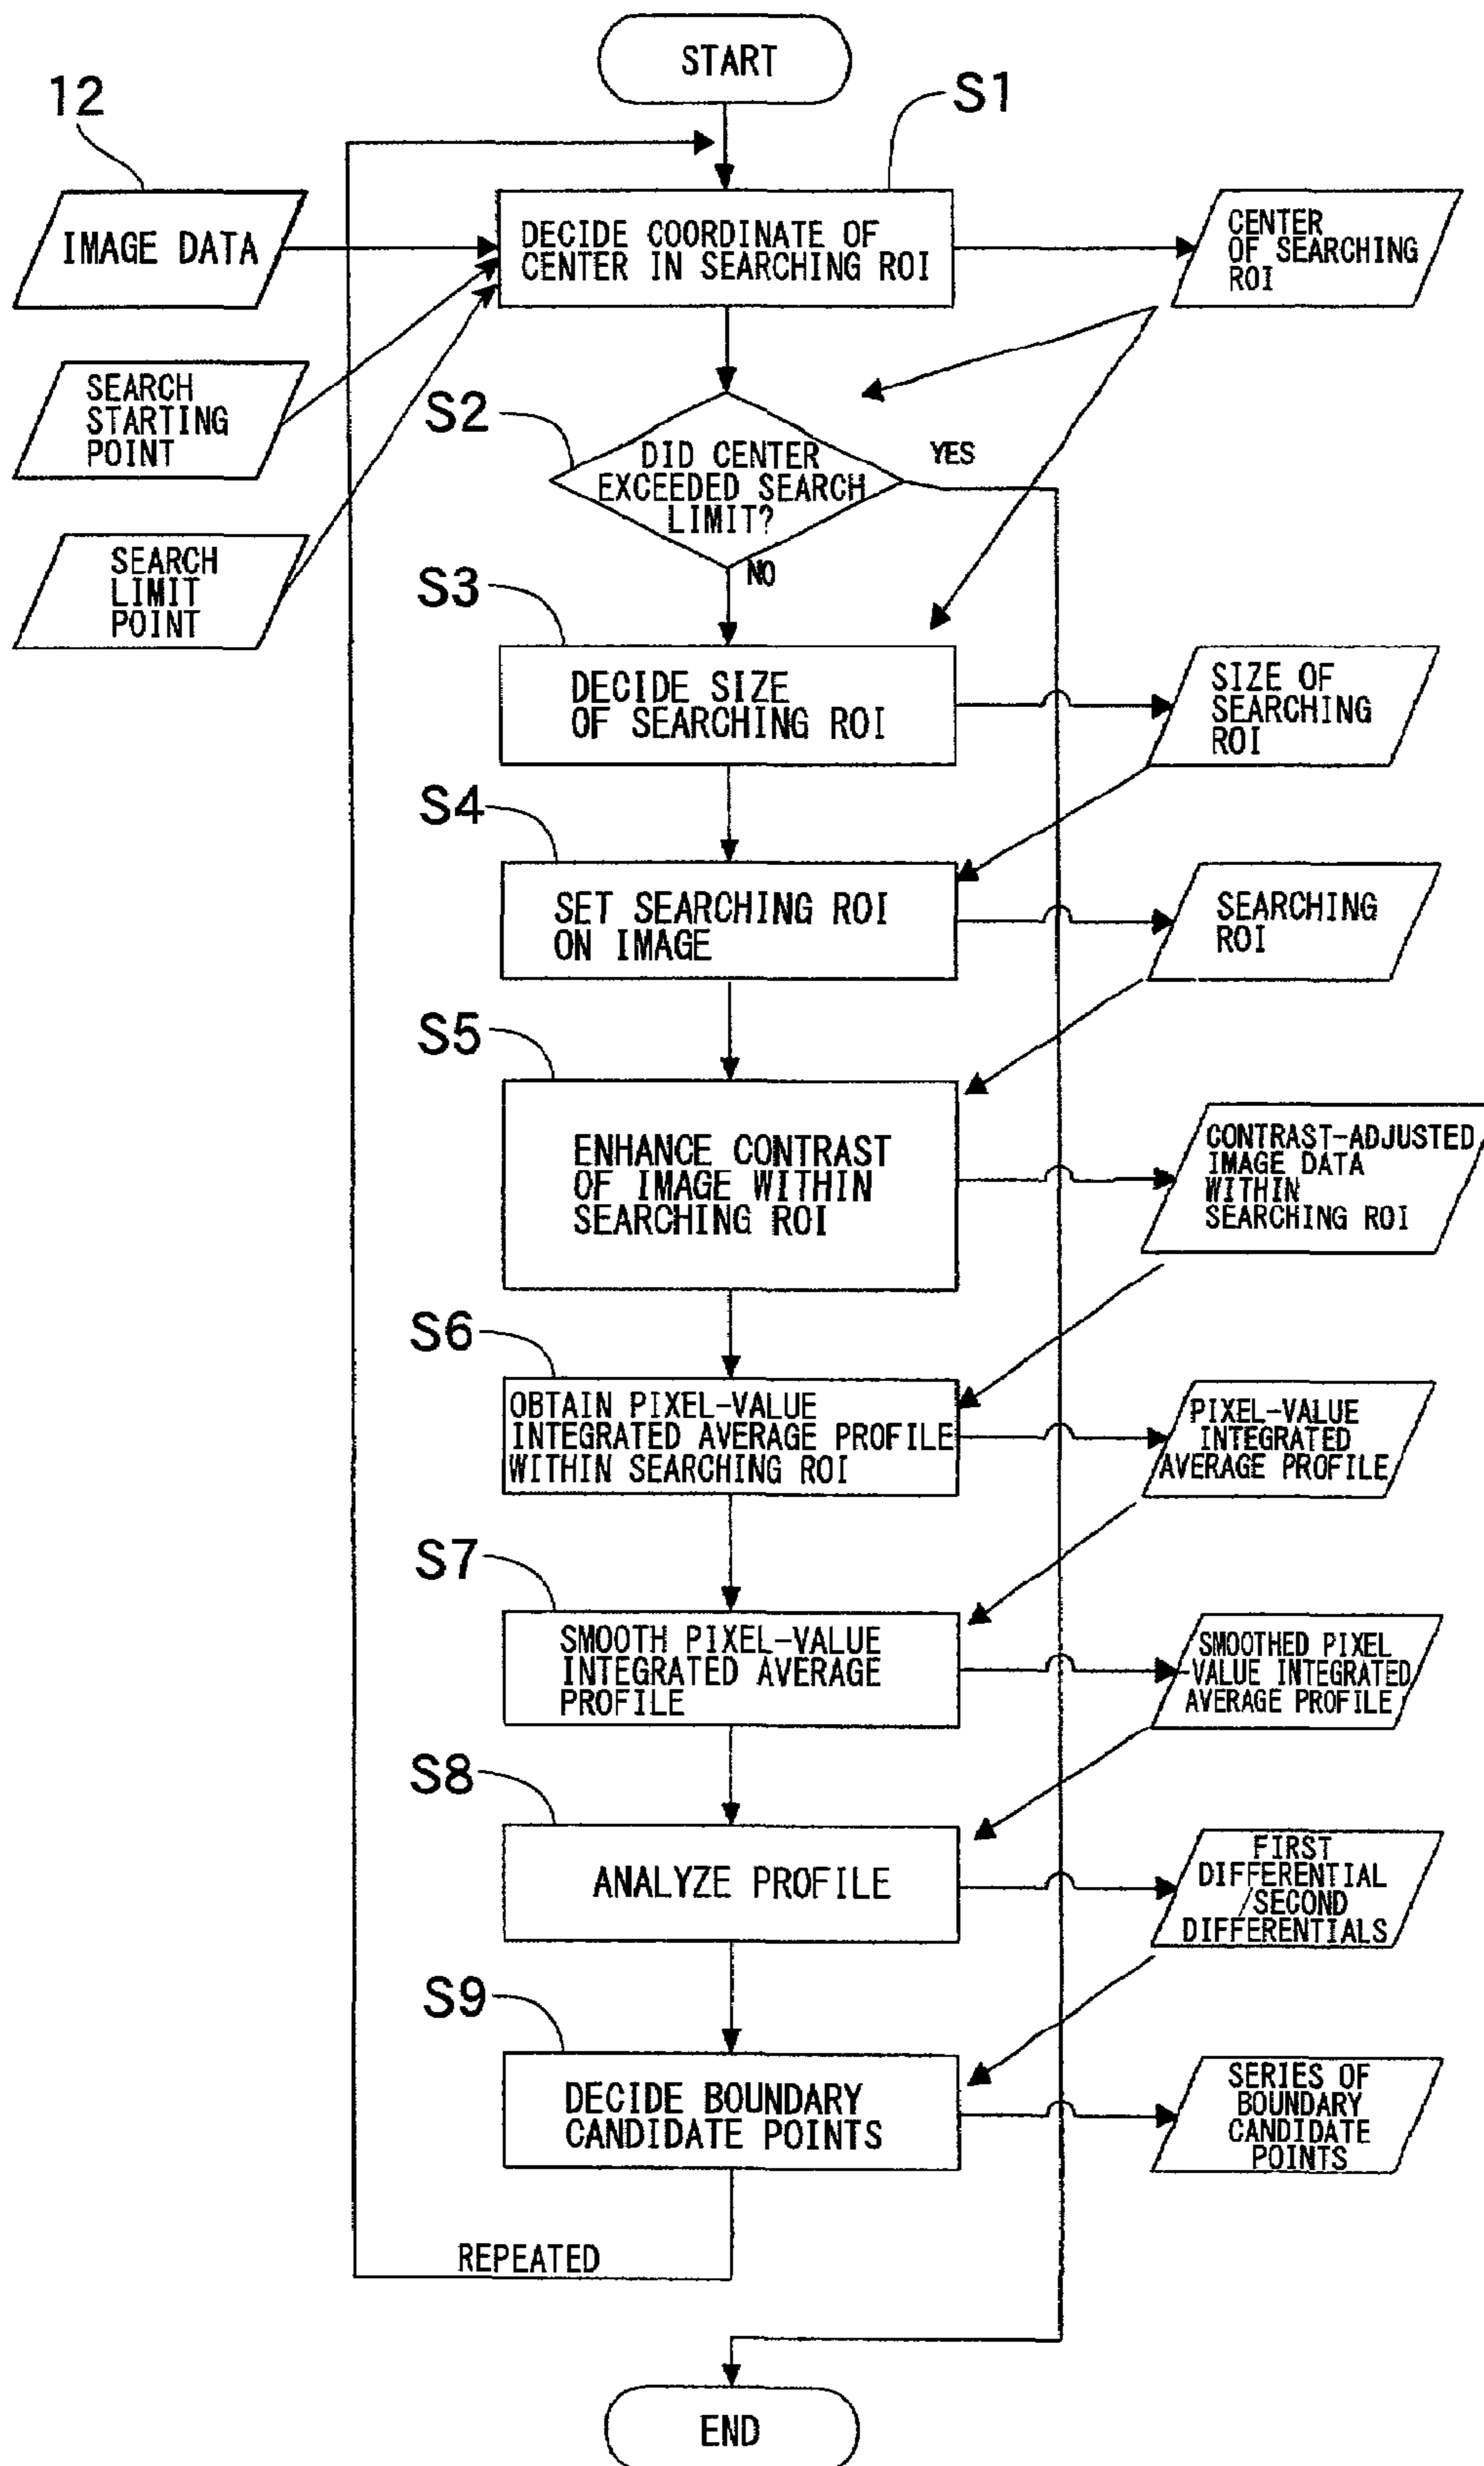 START
12
S1
IMAGE DATA
DECIDE COORDINATE OF
CENTER IN SEARCHING ROI
CENTER
OF SEARCHING
ROI
SEARCH
STARTING
POINT
S2
DID CENTER
EXCEEDED SEARCH
LIMIT?
YES
NO
SEARCH
LIMIT
POINT
S3
DECIDE SIZE
OF SEARCHING ROI
SIZE OF
SEARCHING
ROI
S4
SET SEARCHING ROI
ON IMAGE
SEARCHING
ROI
S5
ENHANCE CONTRAST
OF IMAGE WITHIN
SEARCHING ROI
CONTRAST-ADJUSTED
IMAGE DATA
WITHIN
SEARCHING ROI
S6
OBTAIN PIXEL-VALUE
INTEGRATED AVERAGE PROFILE
WITHIN SEARCHING ROI
PIXEL-VALUE
INTEGRATED
AVERAGE PROFILE
S7
SMOOTH PIXEL-VALUE
INTEGRATED AVERAGE
PROFILE
SMOOTHED PIXEL
-VALUE INTEGRATED
AVERAGE PROFILE
S8
ANALYZE PROFILE
FIRST
DIFFERENTIAL
/SECOND
DIFFERENTIALS
S9
DECIDE BOUNDARY
CANDIDATE POINTS
SERIES OF
BOUNDARY
CANDIDATE
POINTS
REPEATED
END